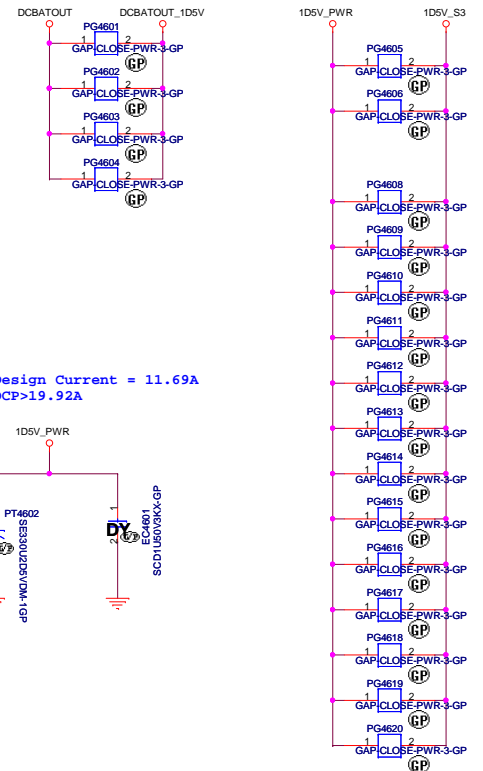 DCBATOUT
DCBATOUT_1D5V
PG4601
1 2
GAP-CLOSE-PWR-3-GP
GP
PG4602
1 2
GAP-CLOSE-PWR-3-GP
GP
PG4603
1 2
GAP-CLOSE-PWR-3-GP
GP
PG4604
1 2
GAP-CLOSE-PWR-3-GP
GP
esign Current = 11.69A
CP>19.92A
1D5V_PWR
PT4602
SE330U2D5VDM-1GP
1
DY
2
EC4601
SCD1U50V3KX-GP
1D5V_PWR
1D5V_S3
PG4605
1 2
GAP-CLOSE-PWR-3-GP
GP
PG4606
1 2
GAP-CLOSE-PWR-3-GP
GP
PG4608
1 2
GAP-CLOSE-PWR-3-GP
GP
PG4609
1 2
GAP-CLOSE-PWR-3-GP
GP
PG4610
1 2
GAP-CLOSE-PWR-3-GP
GP
PG4611
1 2
GAP-CLOSE-PWR-3-GP
GP
PG4612
1 2
GAP-CLOSE-PWR-3-GP
GP
PG4613
1 2
GAP-CLOSE-PWR-3-GP
GP
PG4614
1 2
GAP-CLOSE-PWR-3-GP
GP
PG4615
1 2
GAP-CLOSE-PWR-3-GP
GP
PG4616
1 2
GAP-CLOSE-PWR-3-GP
GP
PG4617
1 2
GAP-CLOSE-PWR-3-GP
GP
PG4618
1 2
GAP-CLOSE-PWR-3-GP
GP
PG4619
1 2
GAP-CLOSE-PWR-3-GP
GP
PG4620
1 2
GAP-CLOSE-PWR-3-GP
GP